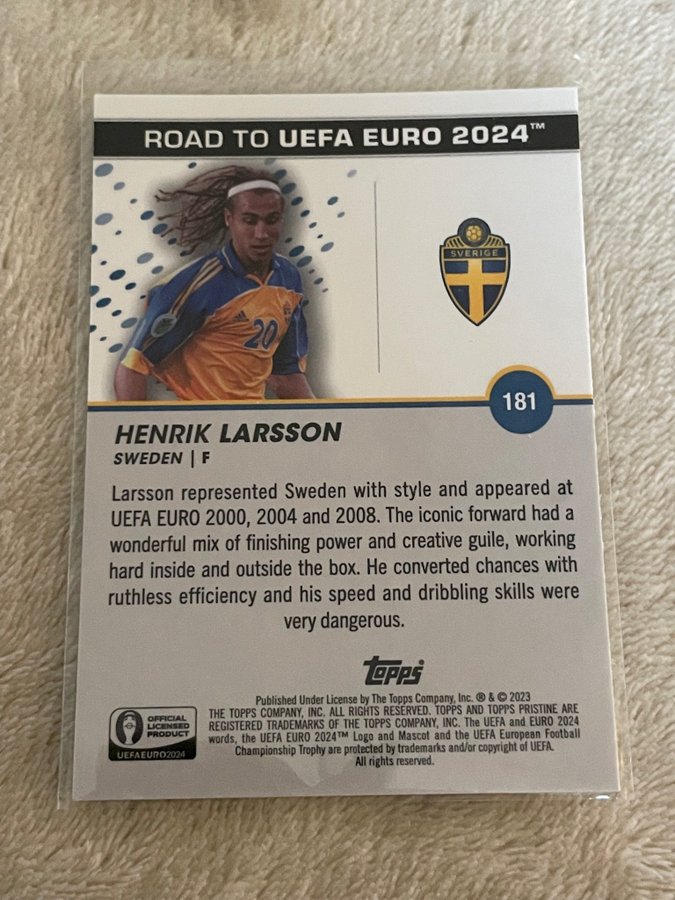 ROAD TO UEFA EURO 2024™
20
SVERIGE
181
HENRIK LARSSON
SWEDEN | F
Larsson represented Sweden with style and appeared at
UEFA EURO 2000, 2004 and 2008. The iconic forward had a
wonderful mix of finishing power and creative guile, working
hard inside and outside the box. He converted chances with
ruthless efficiency and his speed and dribbling skills were
very dangerous.
Topps
Published Under License by The Topps Company, Inc. ® & © 2023
THE TOPPS COMPANY, INC. ALL RIGHTS RESERVED. TOPPS AND TOPPS PRISTINE ARE
REGISTERED TRADEMARKS OF THE TOPPS COMPANY, INC. The UEFA and EURO 2024
words, the UEFA EURO 2024™ Logo and Mascot and the UEFA European Football
Championship Trophy are protected by trademarks and/or copyright of UEFA.
All rights reserved.
OFFICIAL
LICENSED
PRODUCT
UEFAEURO2024